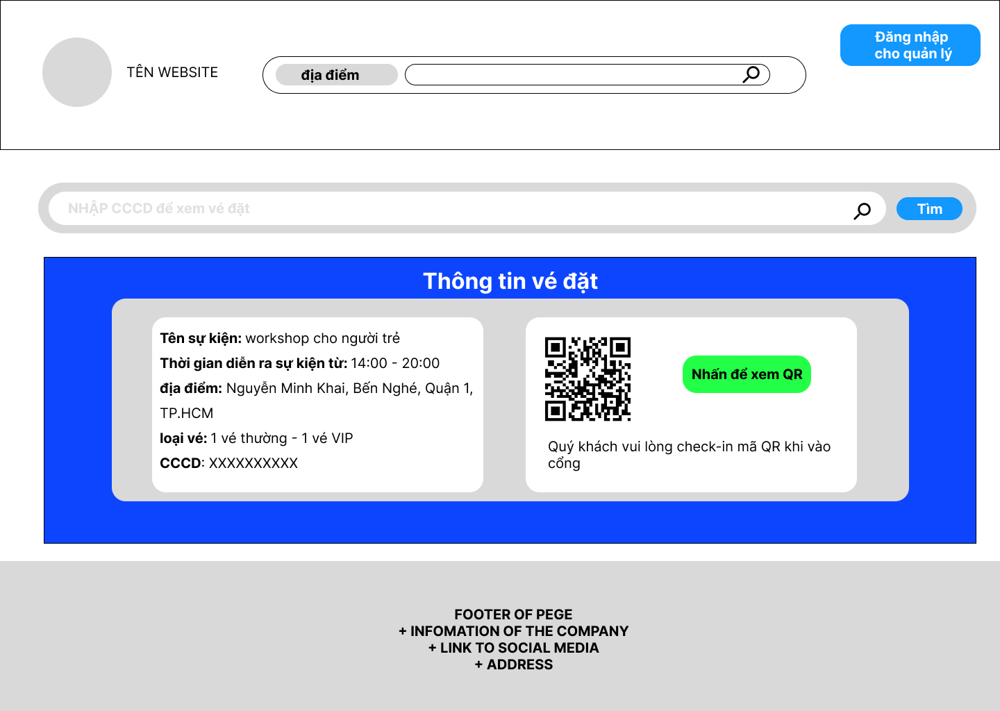 Đăng nhập
cho quản lý
TÊN WEBSITE
địa điểm
NHẬP CCCD để xem vé đặt
Tìm
Thông tin vé đặt
Tên sự kiện: workshop cho người trẻ
Thời gian diễn ra sự kiện từ: 14:00 - 20:00
địa điểm: Nguyễn Minh Khai, Bến Nghé, Quận 1,
TP.HCM
loại vé: 1 vé thường - 1 vé VIP
CCCD: XXXXXXXXXX
Nhấn để xem QR
Quý khách vui lòng check-in mã QR khi vào
cổng
FOOTER OF PEGE
+ INFOMATION OF THE COMPANY
+ LINK TO SOCIAL MEDIA
+ ADDRESS